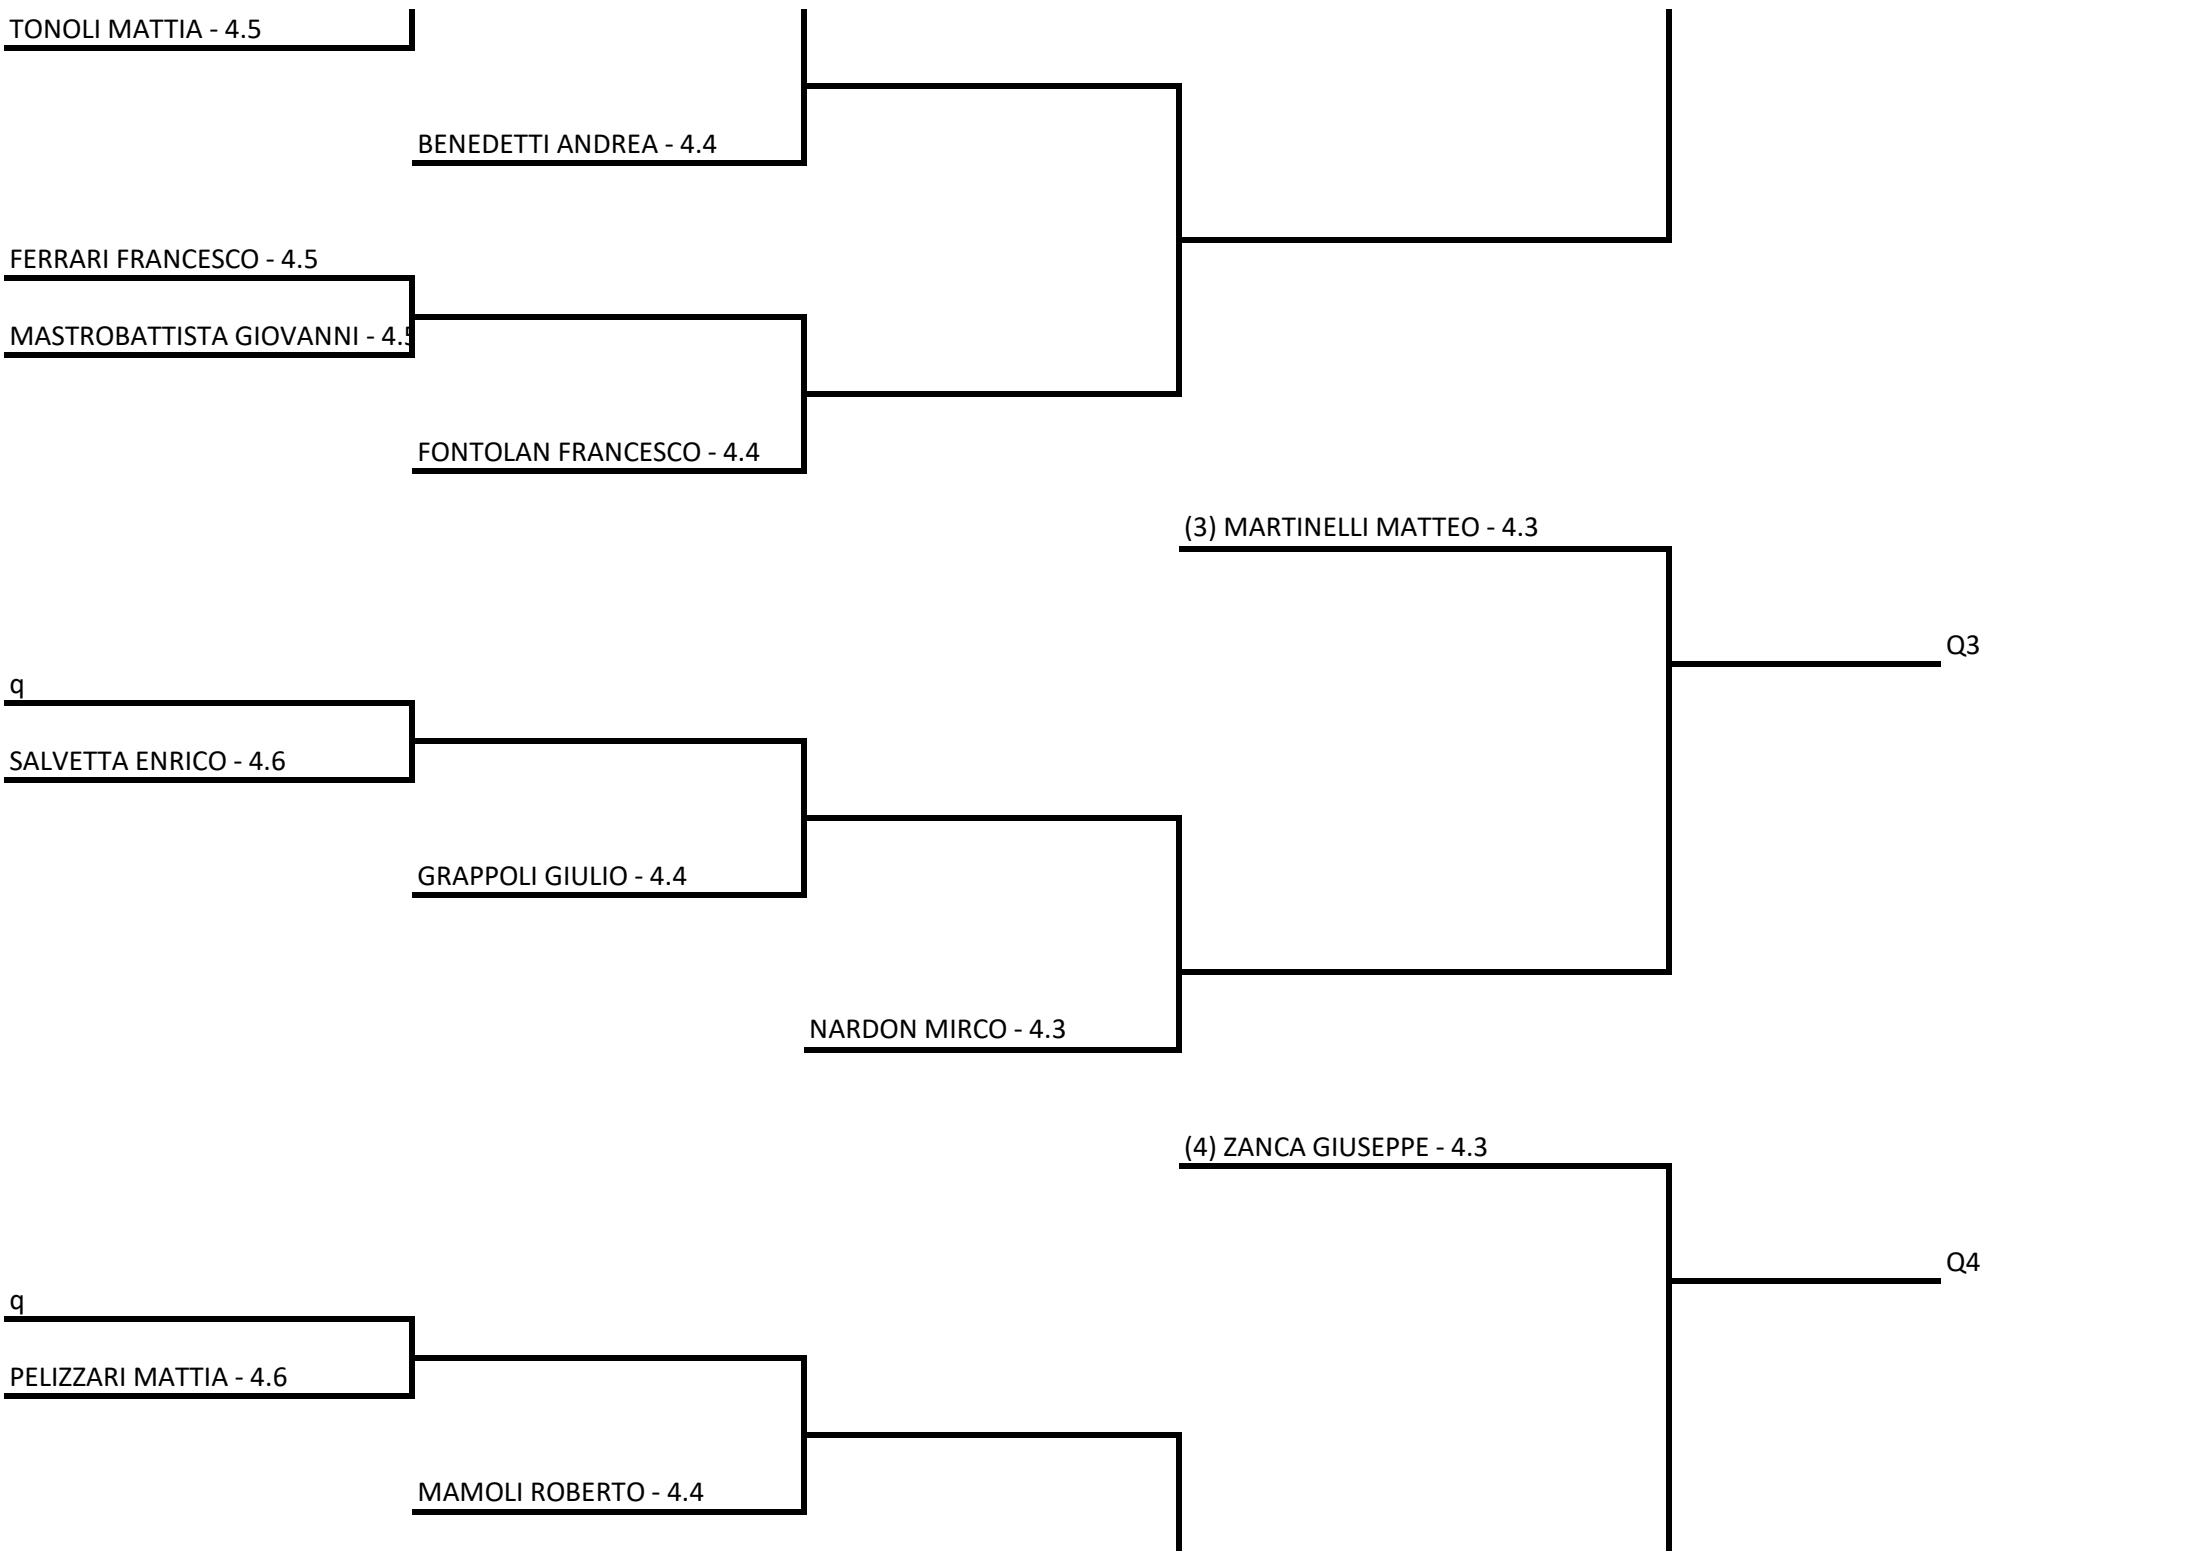 TONOLI MATTIA - 4.5
BENEDETTI ANDREA - 4.4
FERRARI FRANCESCO - 4.5
MASTROBATTISTA GIOVANNI - 4.5
FONTOLAN FRANCESCO - 4.4
(3) MARTINELLI MATTEO - 4.3
Q3
q
SALVETTA ENRICO - 4.6
GRAPPOLI GIULIO - 4.4
NARDON MIRCO - 4.3
(4) ZANCA GIUSEPPE - 4.3
Q4
q
PELIZZARI MATTIA - 4.6
MAMOLI ROBERTO - 4.4